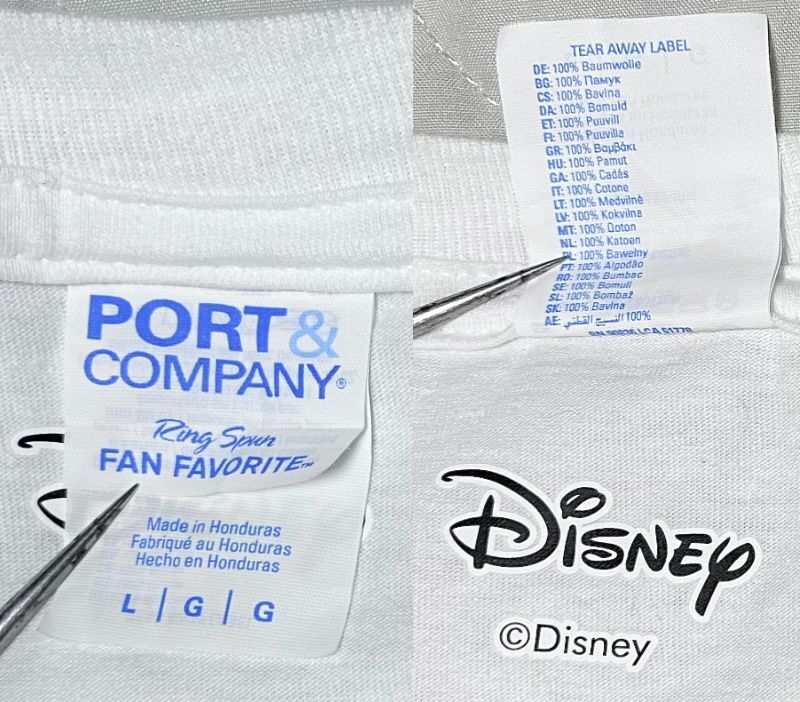 PORT&
COMPANY®
Ring Spun
FAN FAVORITE™
Made in Honduras
Fabriqué au Honduras
Hecho en Honduras
L | G | G
TEAR AWAY LABEL
DE: 100% Baumwolle
BG: 100% Памук
CS: 100% Bavlna
DA: 100% Bomuld
ET: 100% Puuvill
FI: 100% Puuvilla
GR: 100% Βαμβάκι
HU: 100% Pamut
GA: 100% Cadás
IT: 100% Cotone
LT: 100% Medvilnė
LV: 100% Kokvilna
MT: 100% Qoton
NL: 100% Katoen
PL: 100% Bawełny
PT: 100% Algodão
RO: 100% Bumbac
SE: 100% Bomull
SL: 100% Bombaž
SK: 100% Bavlna
AE: 100% النسيج القطني
Disney
©Disney